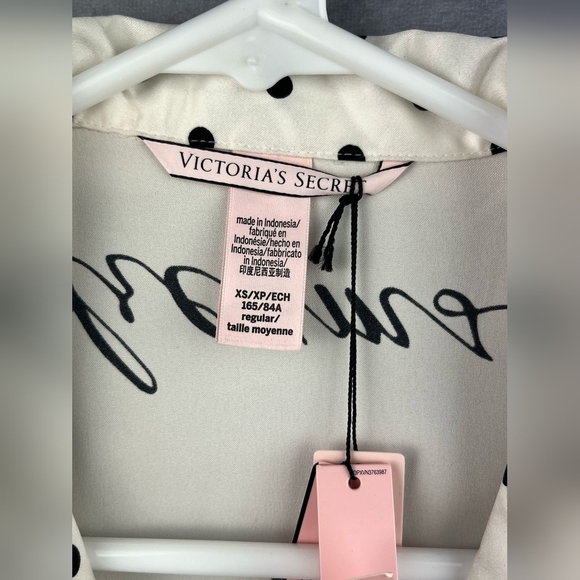 VICTORIA'S SECRET
made in Indonesia/
fabriqué en
Indonésie/hecho en
Indonesia/fabbricato
in Indonesia/
印度尼西亚制造
XS/XP/ECH
165/84A
regular/
taille moyenne